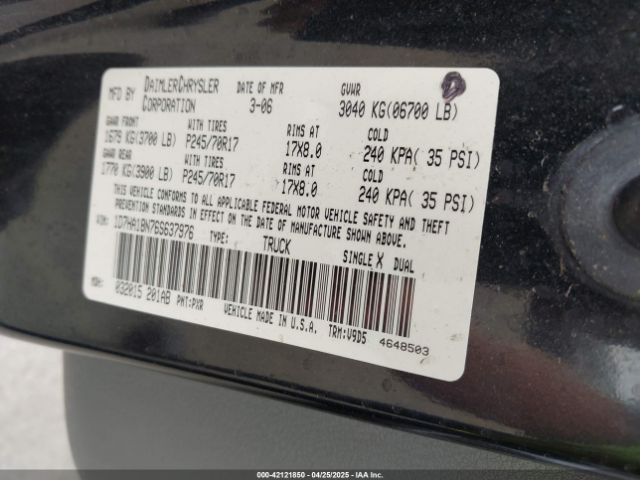 MFD BY DAIMLERCHRYSLER CORPORATION DATE OF MFR 3-06 GVWR 3040 KG(06700 LB)
GAWR FRONT WITH TIRES RIMS AT COLD
1679 KG(3700 LB) P245/70R17 17X8.0 240 KPA( 35 PSI)
GAWR REAR WITH TIRES RIMS AT COLD
1770 KG(3900 LB) P245/70R17 17X8.0 240 KPA( 35 PSI)
THIS VEHICLE CONFORMS TO ALL APPLICABLE FEDERAL MOTOR VEHICLE SAFETY AND THEFT
PREVENTION STANDARDS IN EFFECT ON THE DATE OF MANUFACTURE SHOWN ABOVE.
VIN: 1D7HA18N76S637976 TYPE: TRUCK SINGLE X DUAL
MDH: 032015 201AB PNT:PXR VEHICLE MADE IN U.S.A. TRM:V9D5 4648503
000-42121850 - 04/25/2025 - IAAI.COM